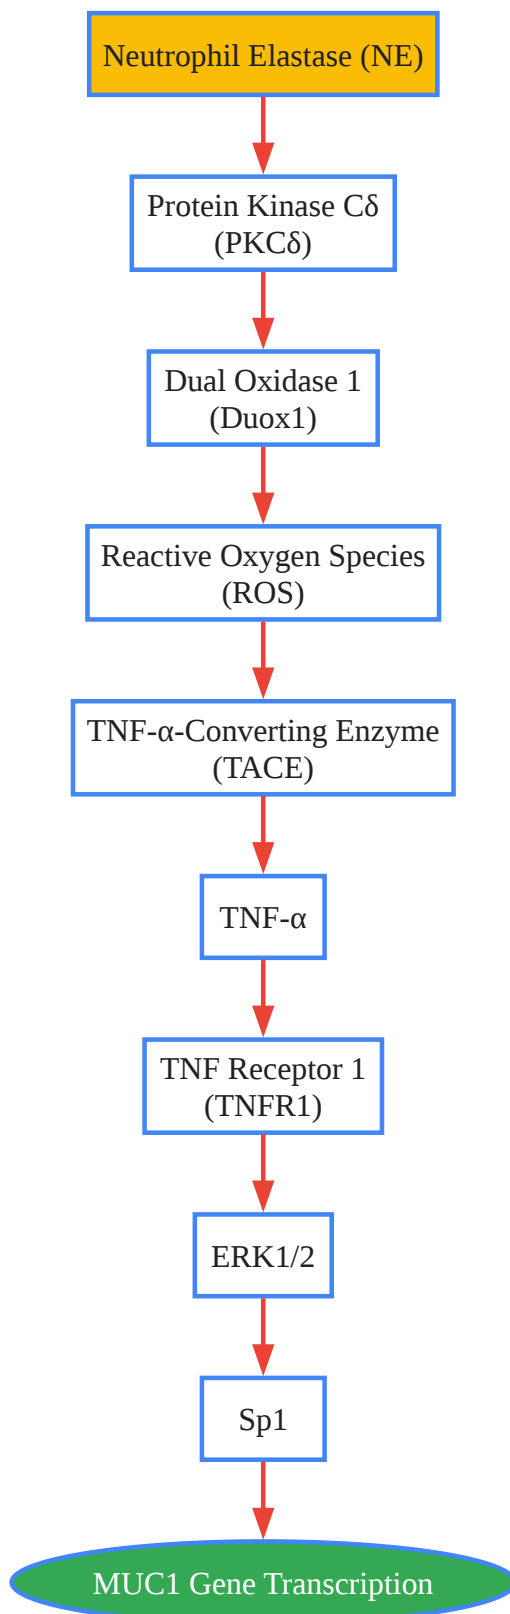 Neutrophil Elastase (NE)
Protein Kinase Cδ
(PKCδ)
Dual Oxidase 1
(Duox1)
Reactive Oxygen Species
(ROS)
TNF-α-Converting Enzyme
(TACE)
TNF-α
TNF Receptor 1
(TNFR1)
ERK1/2
Sp1
MUC1 Gene Transcription